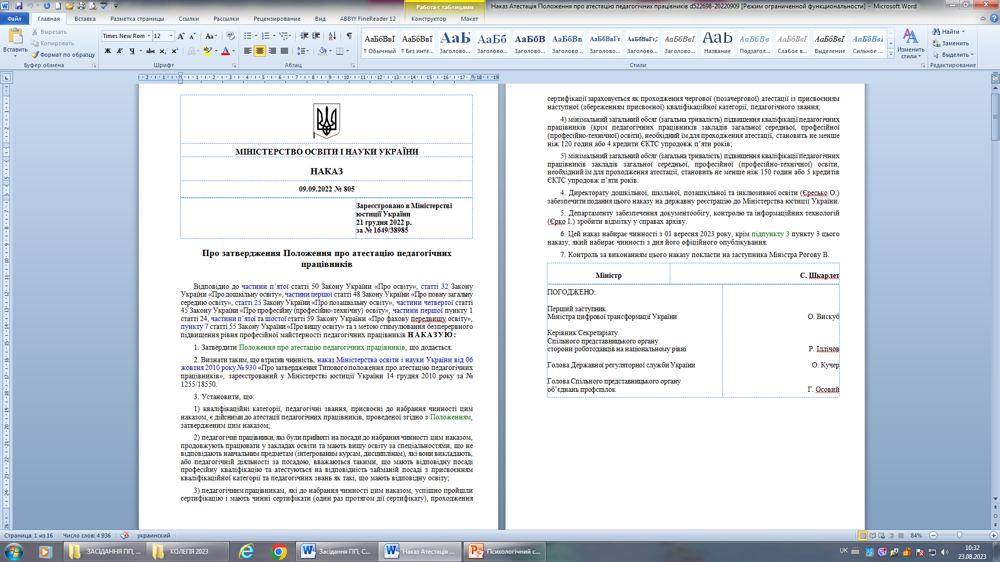 Работа с таблицами
Наказ Атестація Положення про атестацію педагогічних працівників d522698-20220909 [Режим ограниченной функциональности] - Microsoft Word
Файл Главная Вставка Разметка страницы Ссылки Рассылки Рецензирование Вид ABBYY FineReader 12 Конструктор Макет
Вставить
Вырезать
Копировать
Формат по образцу
Буфер обмена
Times New Rom 12
Шрифт
Абзац
¶ Обычный ¶ Без инте... Заголово... Заголово... Заголово... Заголово... Заголово... Заголово... Заголово... Название Подзагол... Слабое в... Выделение Сильное ...
Стили
Изменить стили
Найти
Заменить
Выделить
Редактирование
МІНІСТЕРСТВО ОСВІТИ І НАУКИ УКРАЇНИ
НАКАЗ
09.09.2022 № 805
Зареєстровано в Міністерстві
юстиції України
21 грудня 2022 р.
за № 1649/38985
Про затвердження Положення про атестацію педагогічних
працівників
Відповідно до частини п’ятої статті 50 Закону України «Про освіту», статті 32 Закону
України «Про дошкільну освіту», частини першої статті 48 Закону України «Про повну загальну
середню освіту», статті 25 Закону України «Про позашкільну освіту», частини четвертої статті
45 Закону України «Про професійну (професійно-технічну) освіту», частини першої пункту 1
статті 24, частини п’ятої та шостої статті 59 Закону України «Про фахову передвищу освіту»,
пункту 7 статті 55 Закону України «Про вищу освіту» та з метою стимулювання безперервного
підвищення рівня професійної майстерності педагогічних працівників НАКАЗУЮ:
1. Затвердити Положення про атестацію педагогічних працівників, що додається.
2. Визнати таким, що втратив чинність, наказ Міністерства освіти і науки України від 06
жовтня 2010 року № 930 «Про затвердження Типового положення про атестацію педагогічних
працівників», зареєстрований у Міністерстві юстиції України 14 грудня 2010 року за №
1255/18550.
3. Установити, що:
1) кваліфікаційні категорії, педагогічні звання, присвоєні до набрання чинності цим
наказом, є дійсними до атестації педагогічних працівників, проведеної згідно з Положенням,
затвердженим цим наказом;
2) педагогічні працівники, які були прийняті на посади до набрання чинності цим наказом,
продовжують працювати у закладах освіти та мають вищу освіту за спеціальностями, що не
відповідають навчальним предметам (інтегрованим курсам, дисциплінам), які вони викладають,
або педагогічній діяльності за посадою, вважаються такими, що мають відповідну посаді
професійну кваліфікацію та атестуються на відповідність займаній посаді з присвоєнням
кваліфікаційної категорії та педагогічних звань як такі, що мають відповідну освіту;
3) педагогічним працівникам, які до набрання чинності цим наказом, успішно пройшли
сертифікацію і мають чинні сертифікати (один раз протягом дії сертифікату), проходження
сертифікації зараховується як проходження чергової (позачергової) атестації із присвоєнням
наступної (збереженням присвоєної) кваліфікаційної категорії, педагогічного звання;
4) мінімальний загальний обсяг (загальна тривалість) підвищення кваліфікації педагогічних
працівників (крім педагогічних працівників закладів загальної середньої, професійної
(професійно-технічної) освіти), необхідний їм для проходження атестації, становить не менше
ніж 120 годин або 4 кредити ЄКТС упродовж п’яти років;
5) мінімальний загальний обсяг (загальна тривалість) підвищення кваліфікації педагогічних
працівників закладів загальної середньої, професійної (професійно-технічної) освіти,
необхідний їм для проходження атестації, становить не менше ніж 150 годин або 5 кредитів
ЄКТС упродовж п’яти років.
4. Директорату дошкільної, шкільної, позашкільної та інклюзивної освіти (Єресько О.)
забезпечити подання цього наказу на державну реєстрацію до Міністерства юстиції України.
5. Департаменту забезпечення документообігу, контролю та інформаційних технологій
(Єрко І.) зробити відмітку у справах архіву.
6. Цей наказ набирає чинності з 01 вересня 2023 року, крім підпункту 3 пункту 3 цього
наказу, який набирає чинності з дня його офіційного опублікування.
7. Контроль за виконанням цього наказу покласти на заступника Міністра Рогову В.
Міністр С. Шкарлет
ПОГОДЖЕНО:
Перший заступник
Міністра цифрової трансформації України О. Вискуб
Керівник Секретаріату
Спільного представницького органу
сторони роботодавців на національному рівні Р. Іллічов
Голова Державної регуляторної служби України О. Кучер
Голова Спільного представницького органу
об’єднань профспілок Г. Осовий
Страница: 1 из 16 Число слов: 4 936 украинский 84%
ЗАСІДАННЯ ПП, ... КОЛЕГІЯ 2023 Засідання ПП, С... Наказ Атестація ... Психологічний с... UK 10:32
23.08.2023